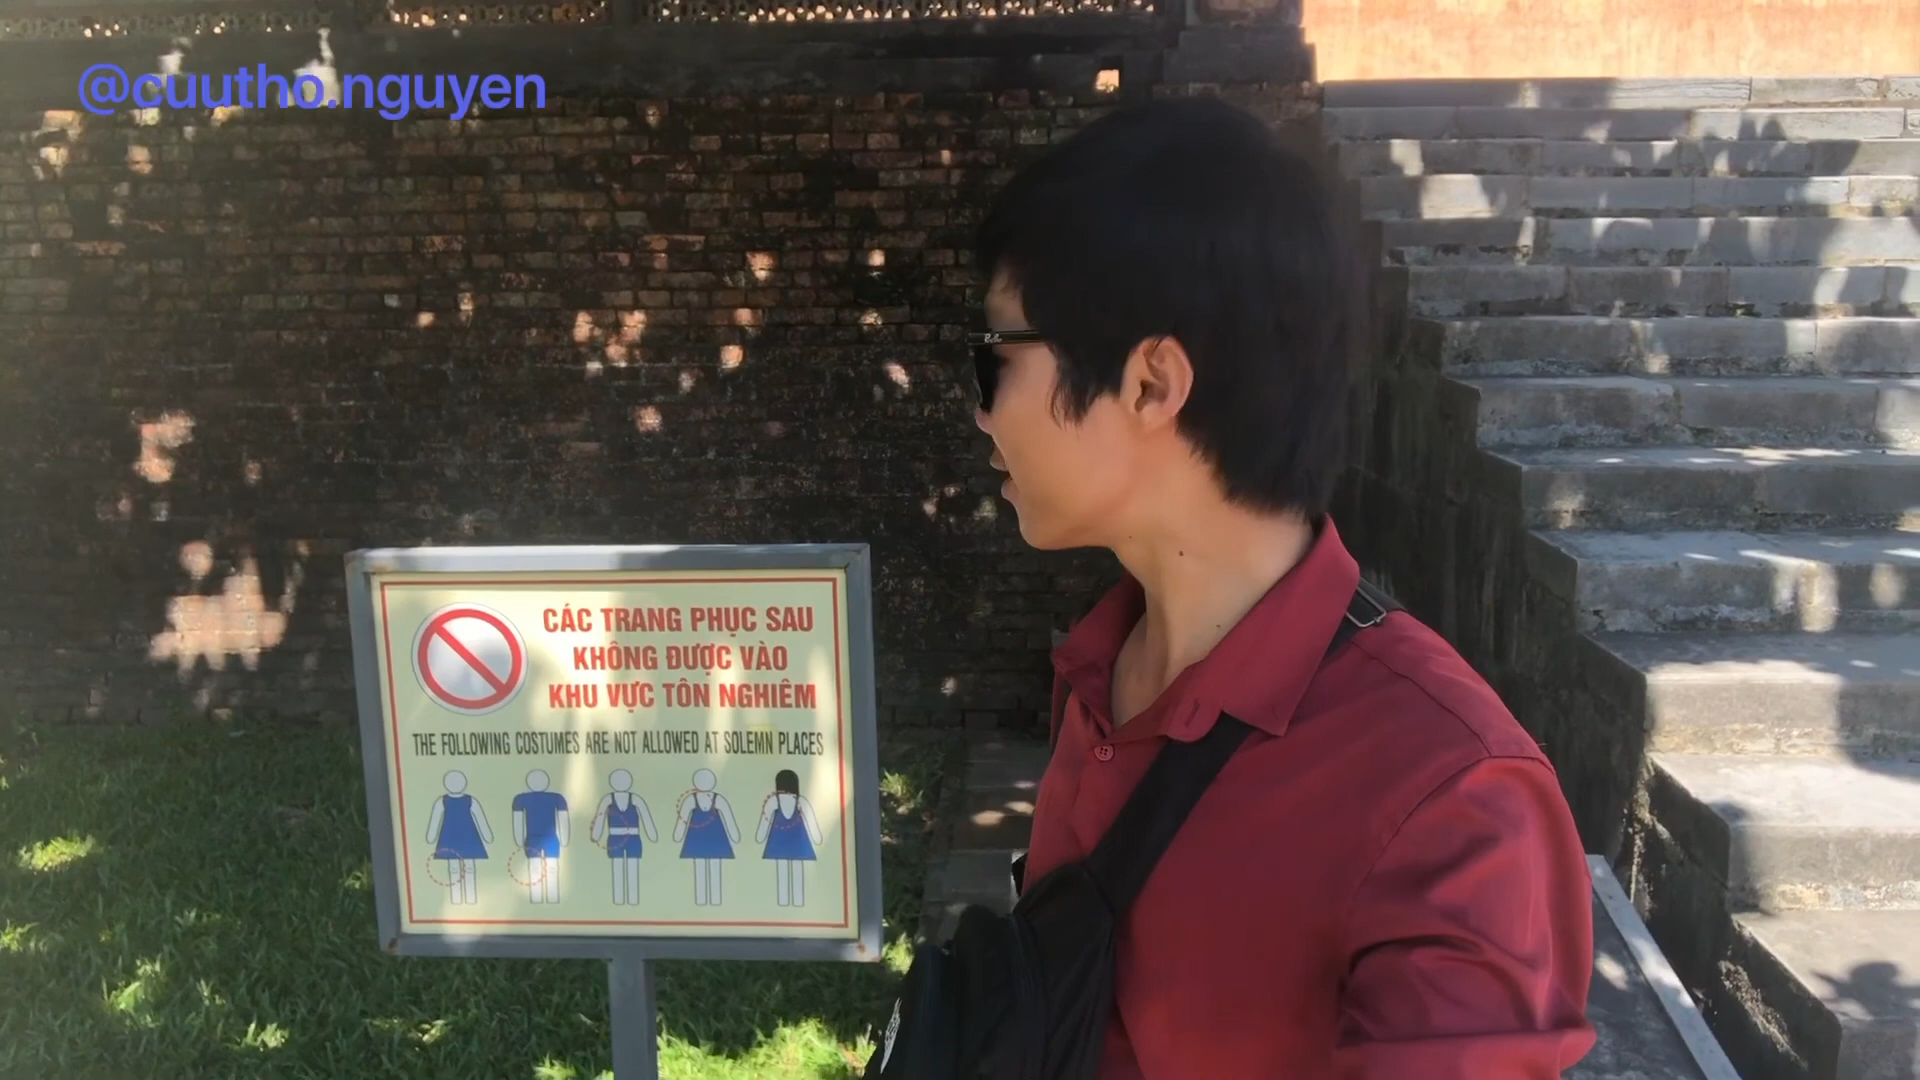 @cuutho.nguyen
CÁC TRANG PHỤC SAU
KHÔNG ĐƯỢC VÀO
KHU VỰC TÔN NGHIÊM
THE FOLLOWING COSTUMES ARE NOT ALLOWED AT SOLEMN PLACES